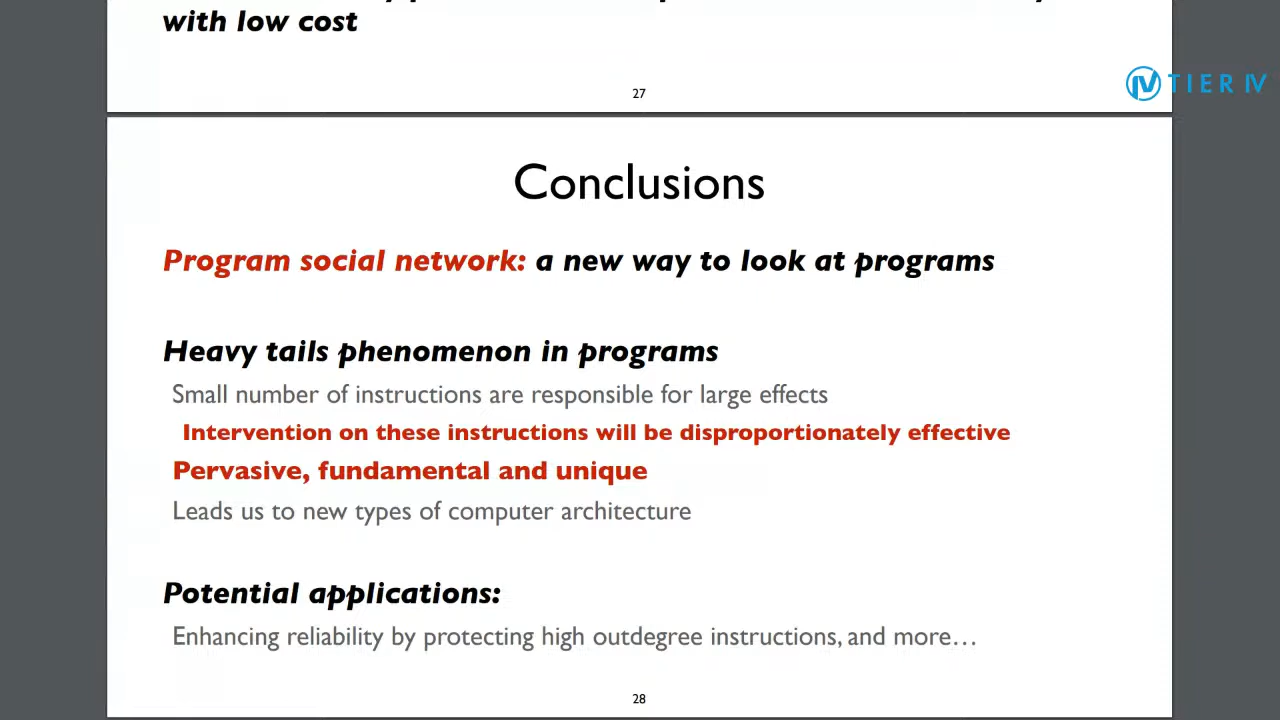 with low cost
27
TIER IV
Conclusions
Program social network: a new way to look at programs
Heavy tails phenomenon in programs
Small number of instructions are responsible for large effects
Intervention on these instructions will be disproportionately effective
Pervasive, fundamental and unique
Leads us to new types of computer architecture
Potential applications:
Enhancing reliability by protecting high outdegree instructions, and more…
28